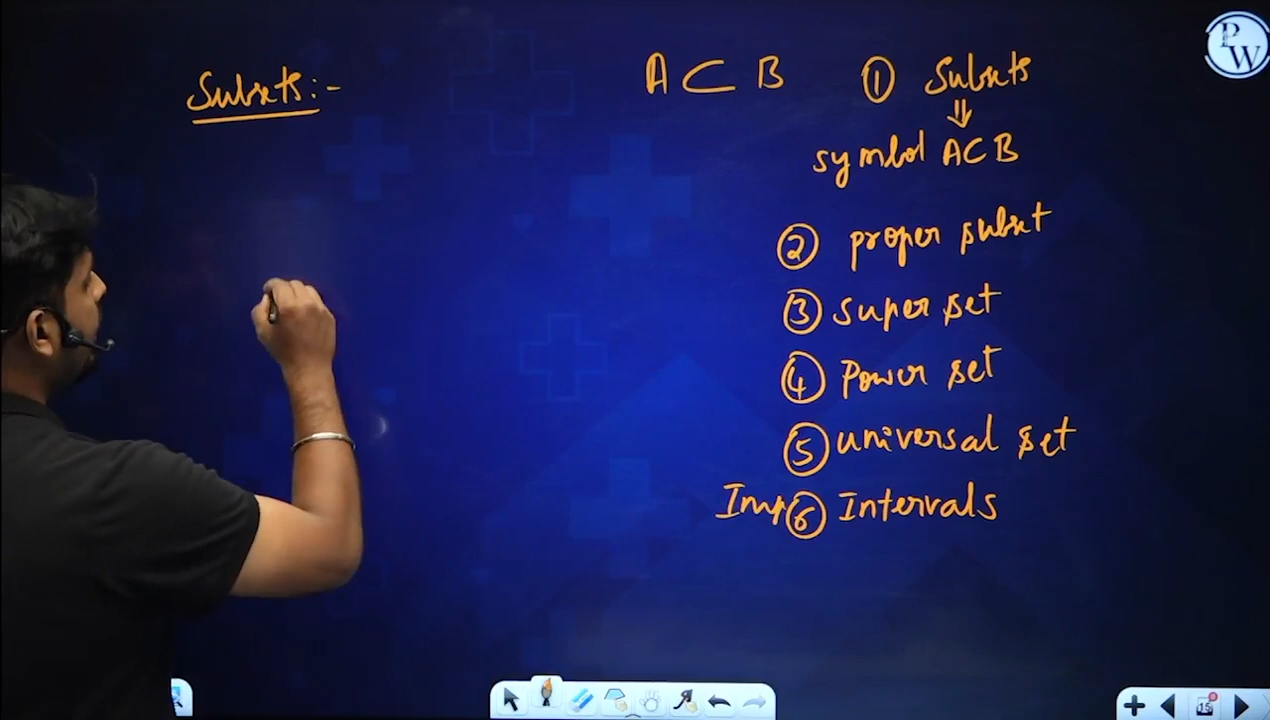 Subsets :-
A ⊂ B
① Subsets
⇓
symbol A⊂B
② proper subset
③ super set
④ Power set
⑤ universal set
Imp ⑥ Intervals
PW
15